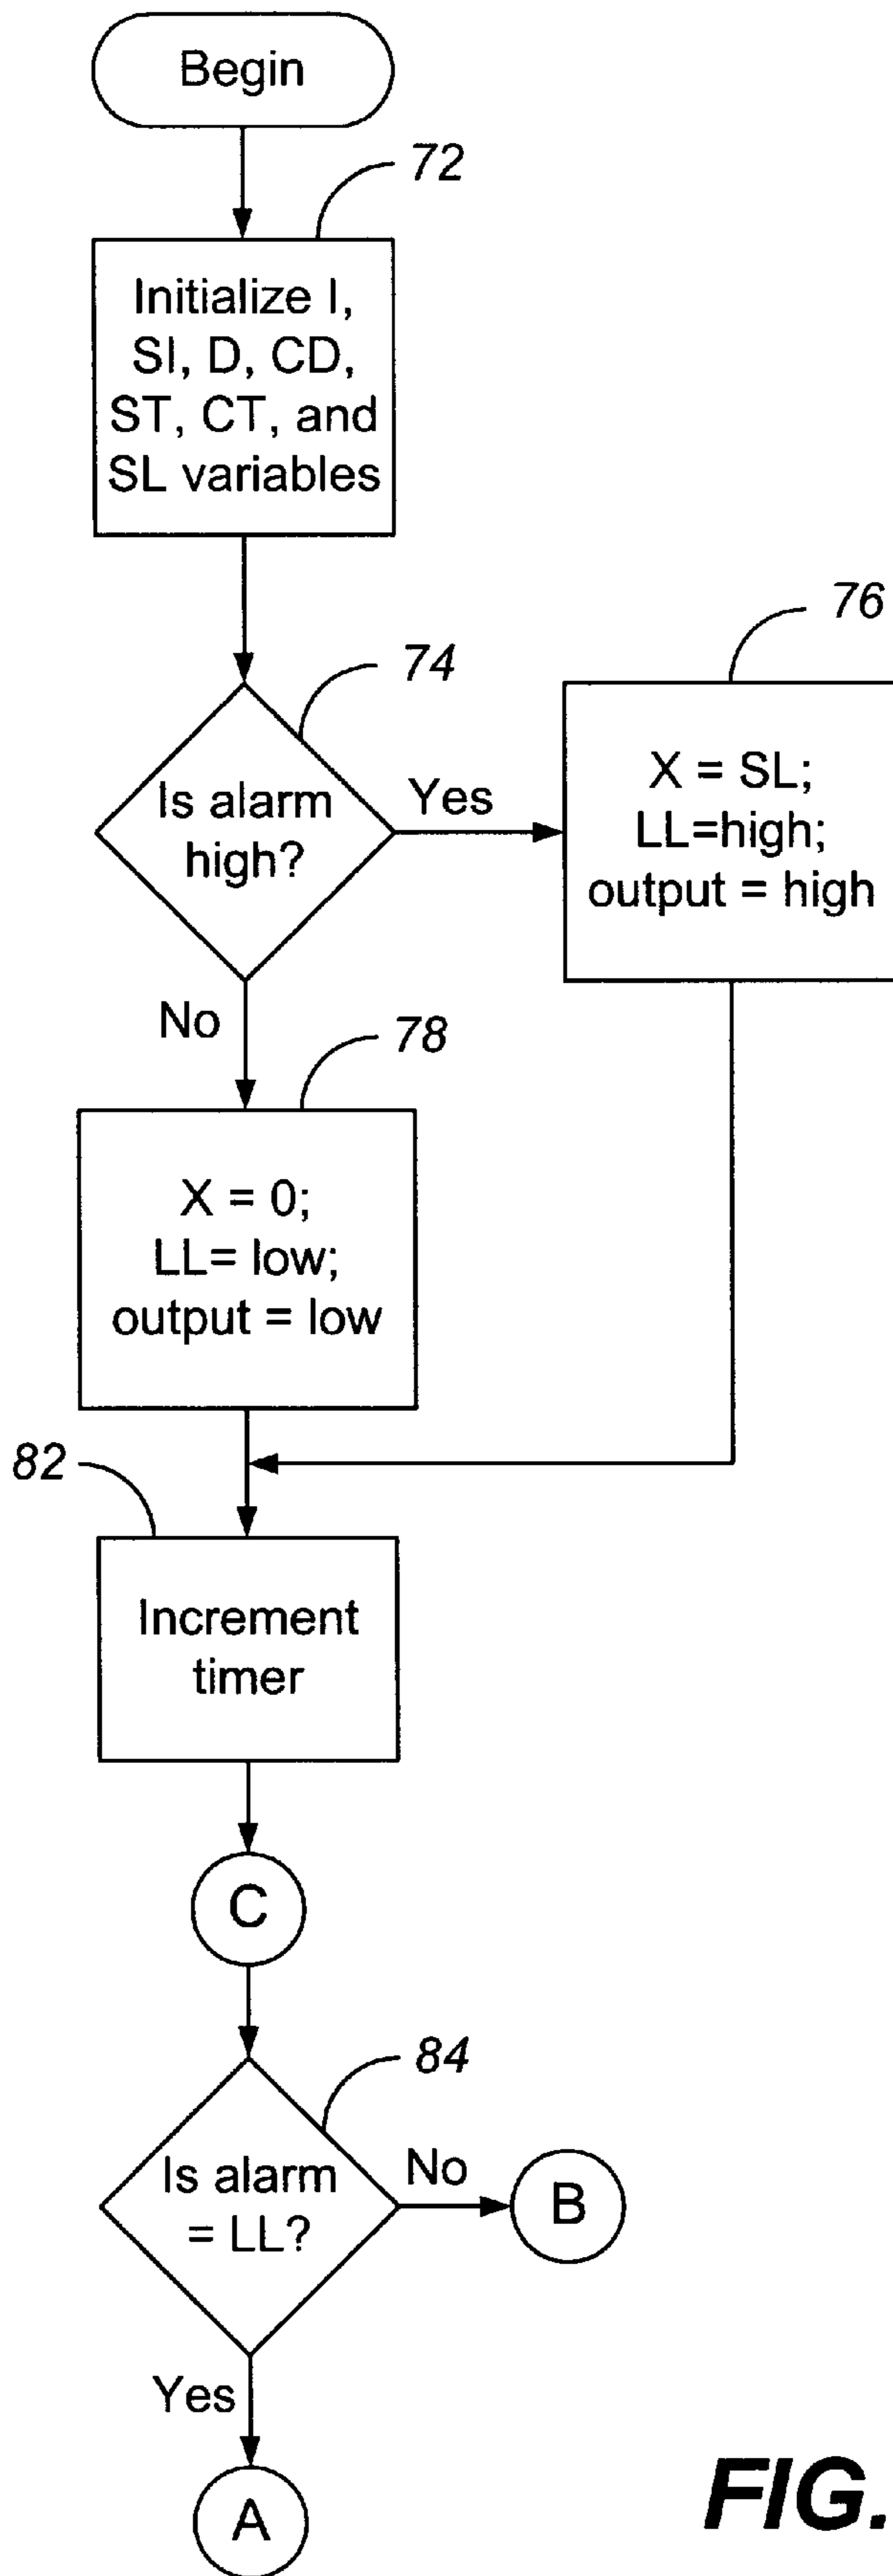 Begin
72
Initialize I,
SI, D, CD,
ST, CT, and
SL variables
74
Is alarm
high?
Yes
76
X = SL;
LL=high;
output = high
No
78
X = 0;
LL= low;
output = low
82
Increment
timer
C
84
Is alarm
= LL?
No
B
Yes
A
FIG.